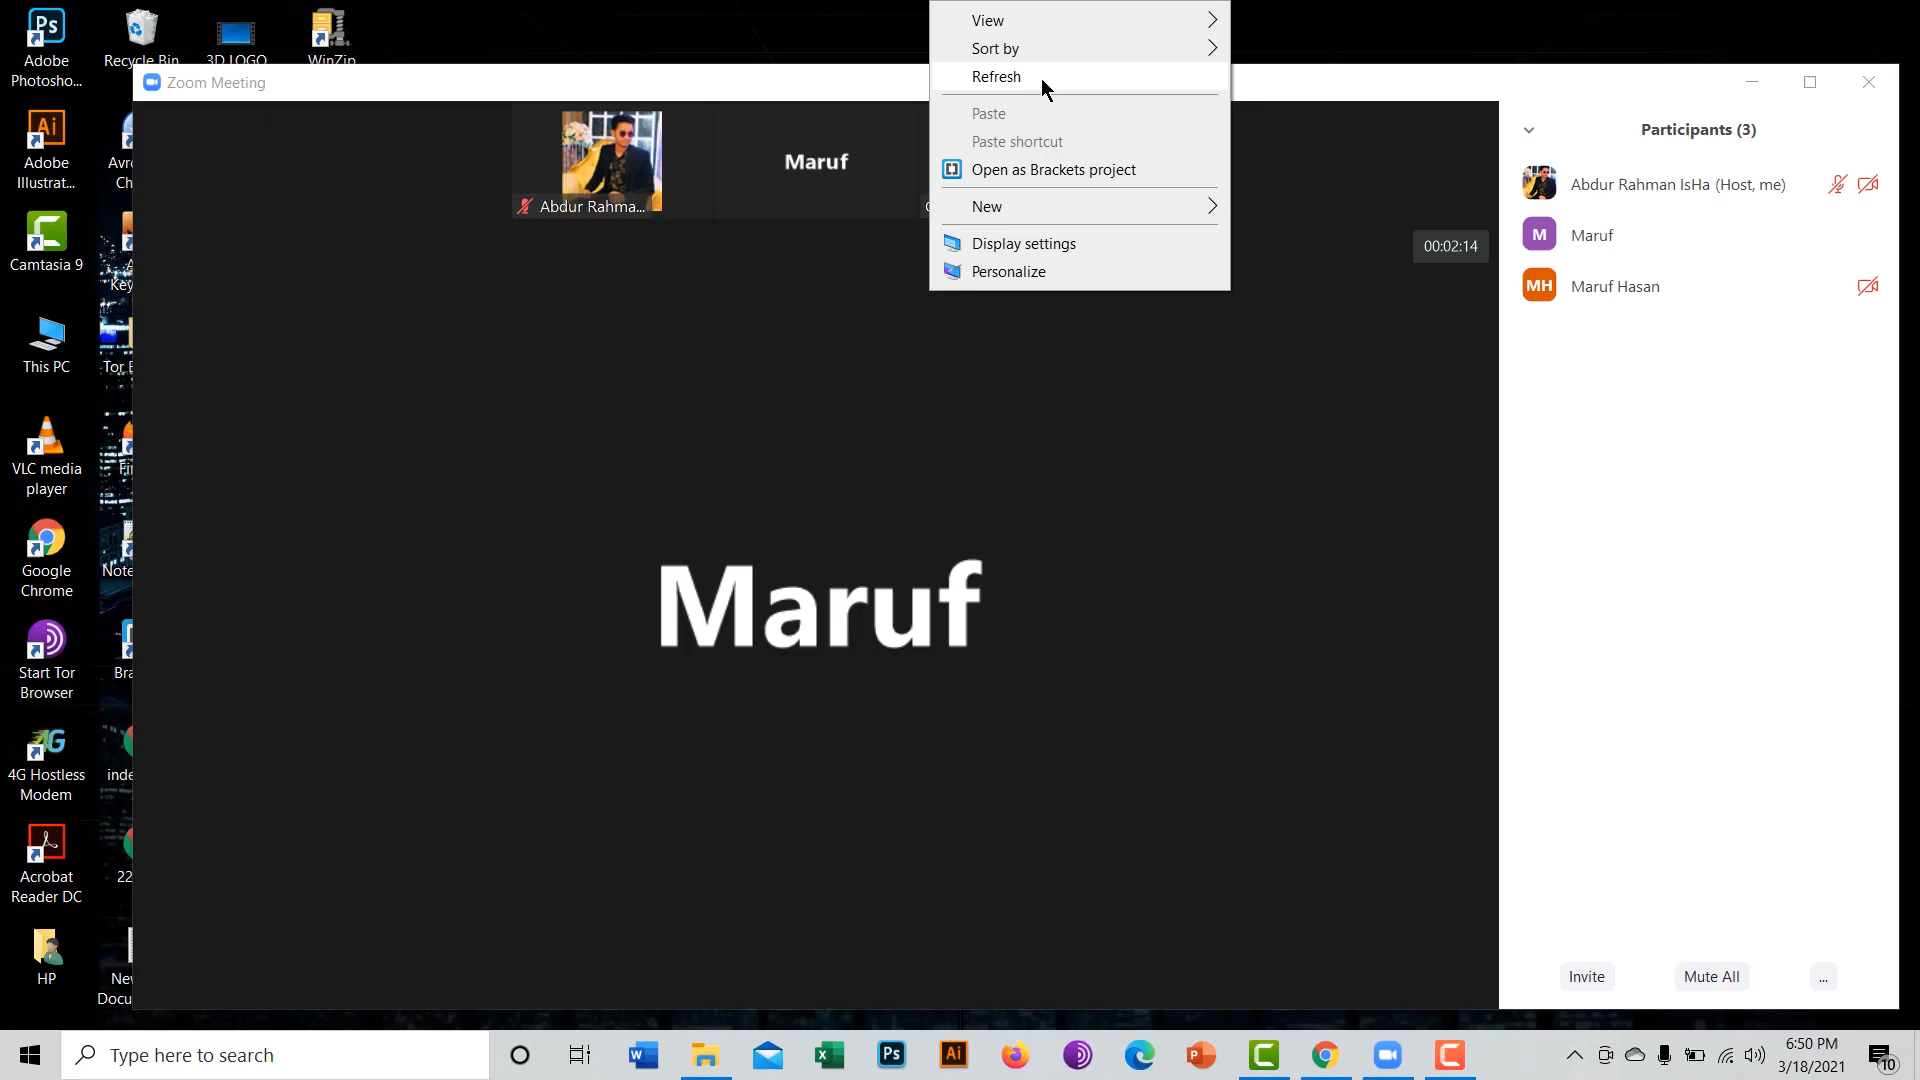 Adobe
Photosho...
Recycle Bin
3D LOGO
WinZip
Adobe
Illustrat...
Camtasia 9
This PC
VLC media
player
Google
Chrome
Start Tor
Browser
4G Hostless
Modem
Acrobat
Reader DC
HP
Zoom Meeting
Maruf
Abdur Rahma...
View
Sort by
Refresh
Paste
Paste shortcut
Open as Brackets project
New
Display settings
Personalize
00:02:14
Maruf
Participants (3)
Abdur Rahman IsHa (Host, me)
M Maruf
MH Maruf Hasan
Invite Mute All ...
Type here to search
6:50 PM
3/18/2021
10